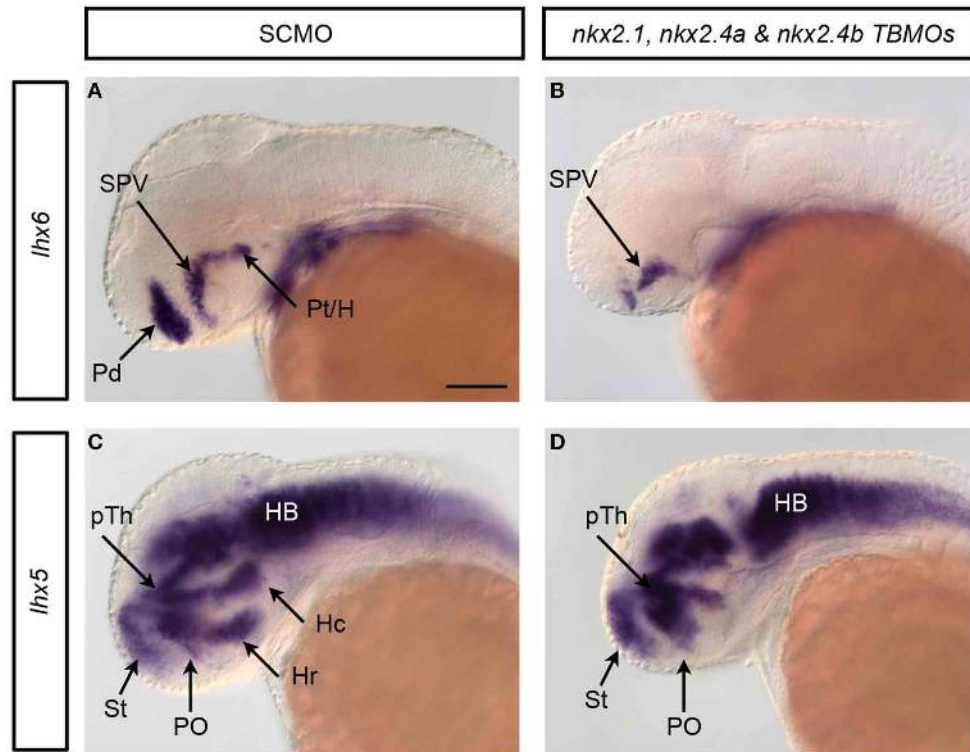 SCMO
nkx2.1, nkx2.4a & nkx2.4b TBMOs
lhx6
A
SPV
Pd
Pt/H
B
SPV
lhx5
C
pTh
HB
Hc
Hr
St
PO
D
pTh
HB
St
PO